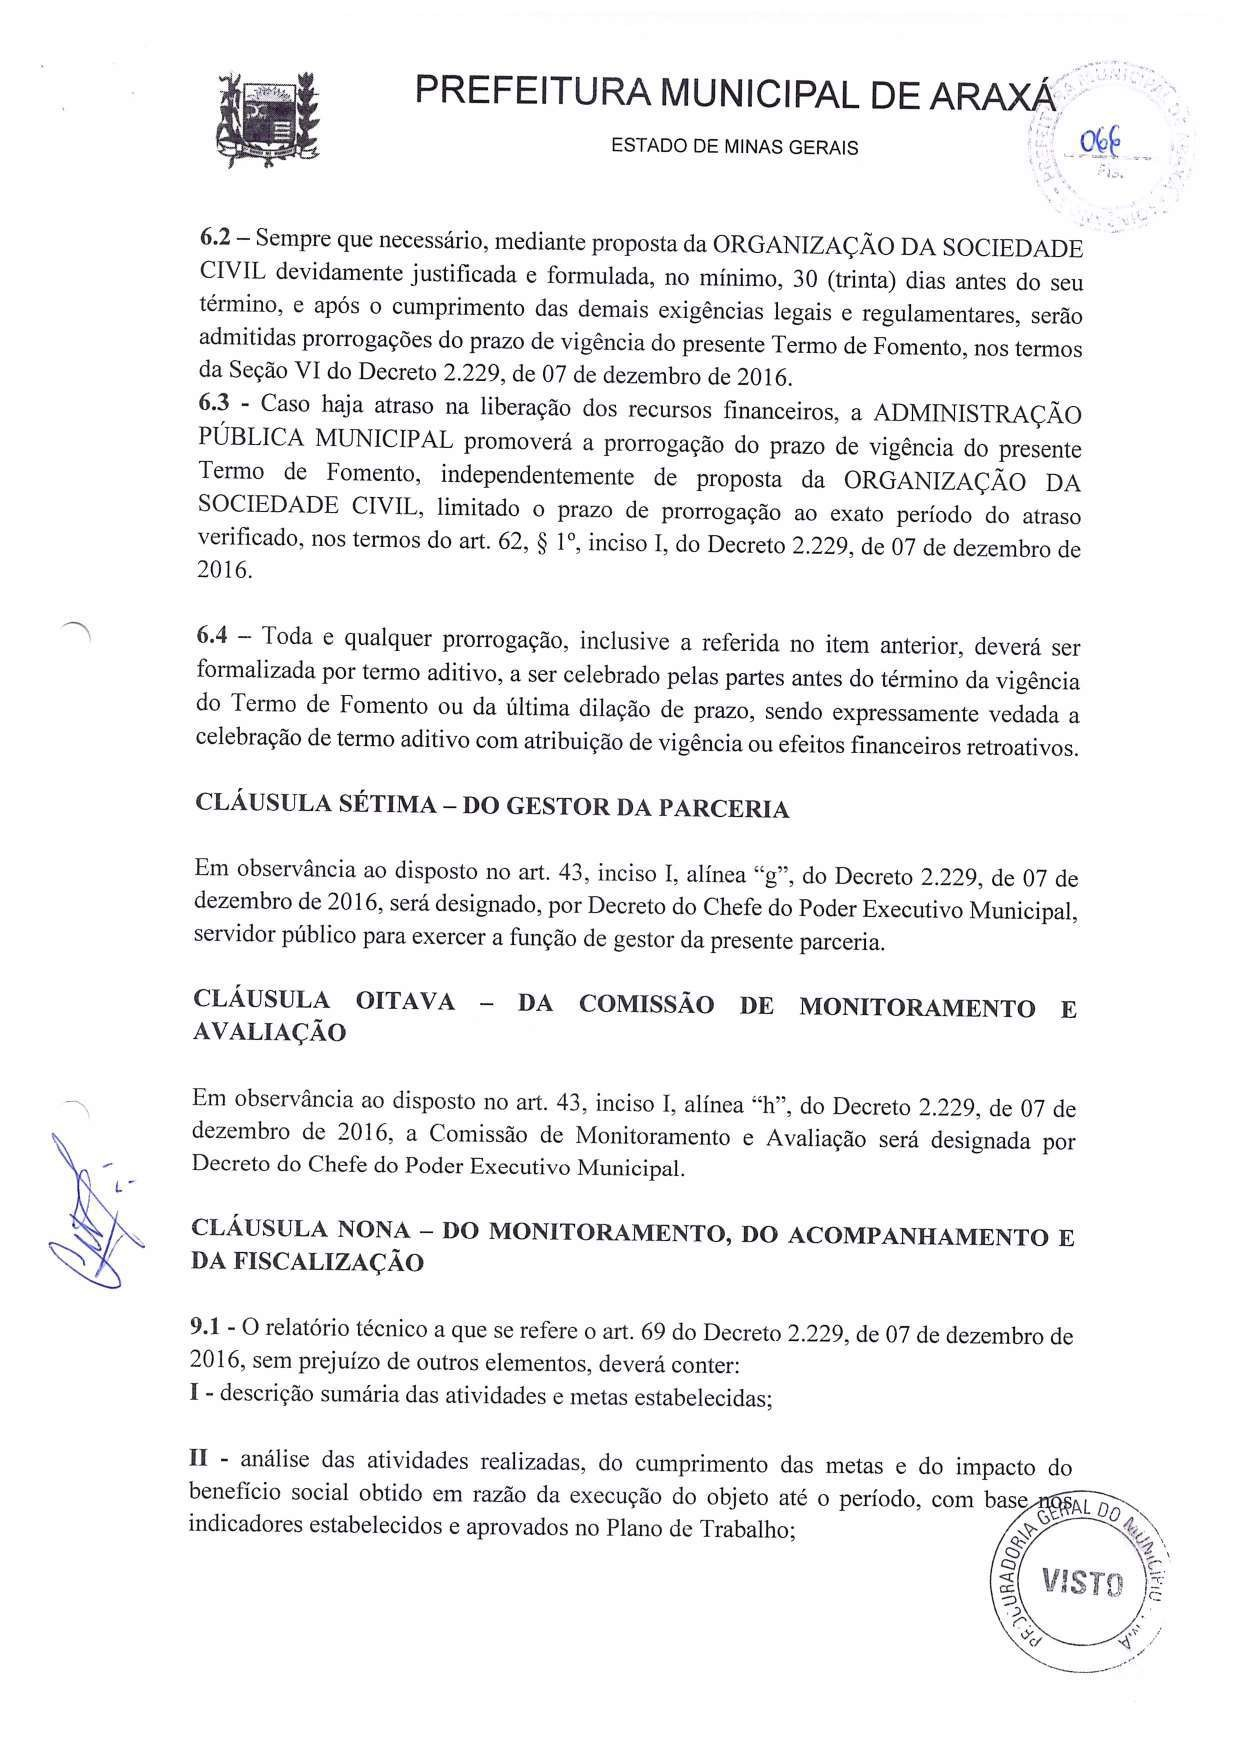 PREFEITURA MUNICIPAL DE ARAXÁ
ESTADO DE MINAS GERAIS
066
Fls.
6.2 – Sempre que necessário, mediante proposta da ORGANIZAÇÃO DA SOCIEDADE
CIVIL devidamente justificada e formulada, no mínimo, 30 (trinta) dias antes do seu
término, e após o cumprimento das demais exigências legais e regulamentares, serão
admitidas prorrogações do prazo de vigência do presente Termo de Fomento, nos termos
da Seção VI do Decreto 2.229, de 07 de dezembro de 2016.
6.3 - Caso haja atraso na liberação dos recursos financeiros, a ADMINISTRAÇÃO
PÚBLICA MUNICIPAL promoverá a prorrogação do prazo de vigência do presente
Termo de Fomento, independentemente de proposta da ORGANIZAÇÃO DA
SOCIEDADE CIVIL, limitado o prazo de prorrogação ao exato período do atraso
verificado, nos termos do art. 62, § 1º, inciso I, do Decreto 2.229, de 07 de dezembro de
2016.
6.4 – Toda e qualquer prorrogação, inclusive a referida no item anterior, deverá ser
formalizada por termo aditivo, a ser celebrado pelas partes antes do término da vigência
do Termo de Fomento ou da última dilação de prazo, sendo expressamente vedada a
celebração de termo aditivo com atribuição de vigência ou efeitos financeiros retroativos.
CLÁUSULA SÉTIMA – DO GESTOR DA PARCERIA
Em observância ao disposto no art. 43, inciso I, alínea “g”, do Decreto 2.229, de 07 de
dezembro de 2016, será designado, por Decreto do Chefe do Poder Executivo Municipal,
servidor público para exercer a função de gestor da presente parceria.
CLÁUSULA OITAVA – DA COMISSÃO DE MONITORAMENTO E
AVALIAÇÃO
Em observância ao disposto no art. 43, inciso I, alínea “h”, do Decreto 2.229, de 07 de
dezembro de 2016, a Comissão de Monitoramento e Avaliação será designada por
Decreto do Chefe do Poder Executivo Municipal.
CLÁUSULA NONA – DO MONITORAMENTO, DO ACOMPANHAMENTO E
DA FISCALIZAÇÃO
9.1 - O relatório técnico a que se refere o art. 69 do Decreto 2.229, de 07 de dezembro de
2016, sem prejuízo de outros elementos, deverá conter:
I - descrição sumária das atividades e metas estabelecidas;
II - análise das atividades realizadas, do cumprimento das metas e do impacto do
benefício social obtido em razão da execução do objeto até o período, com base nos
indicadores estabelecidos e aprovados no Plano de Trabalho;
PROCURADORIA GERAL DO MUNICÍPIO
VISTO